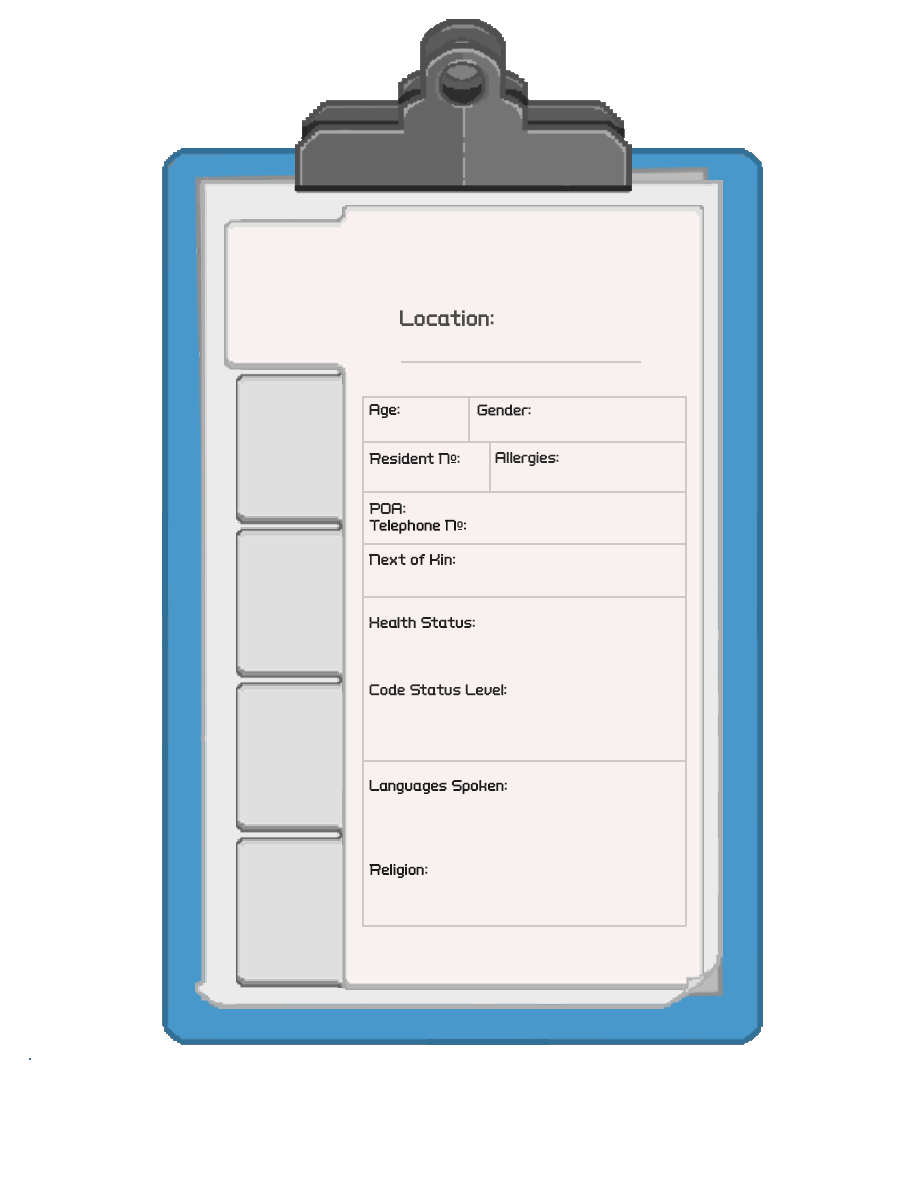 Location:
Age: Gender:
Resident Nº: Allergies:
POA:
Telephone Nº:
Next of Kin:
Health Status:
Code Status Level:
Languages Spoken:
Religion: